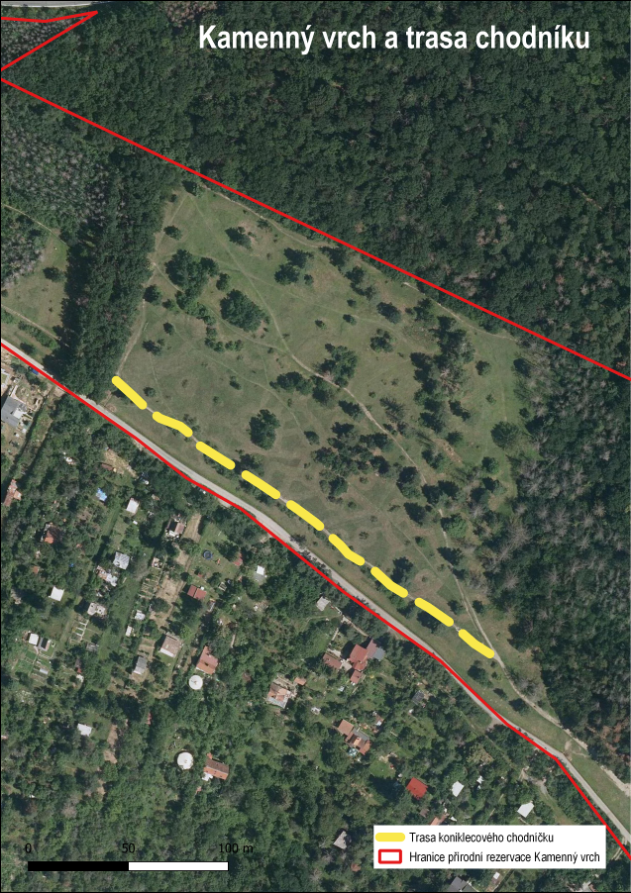 Kamenný vrch a trasa chodníku
0 50 100 m
Trasa koniklecového chodníčku
Hranice přírodní rezervace Kamenný vrch